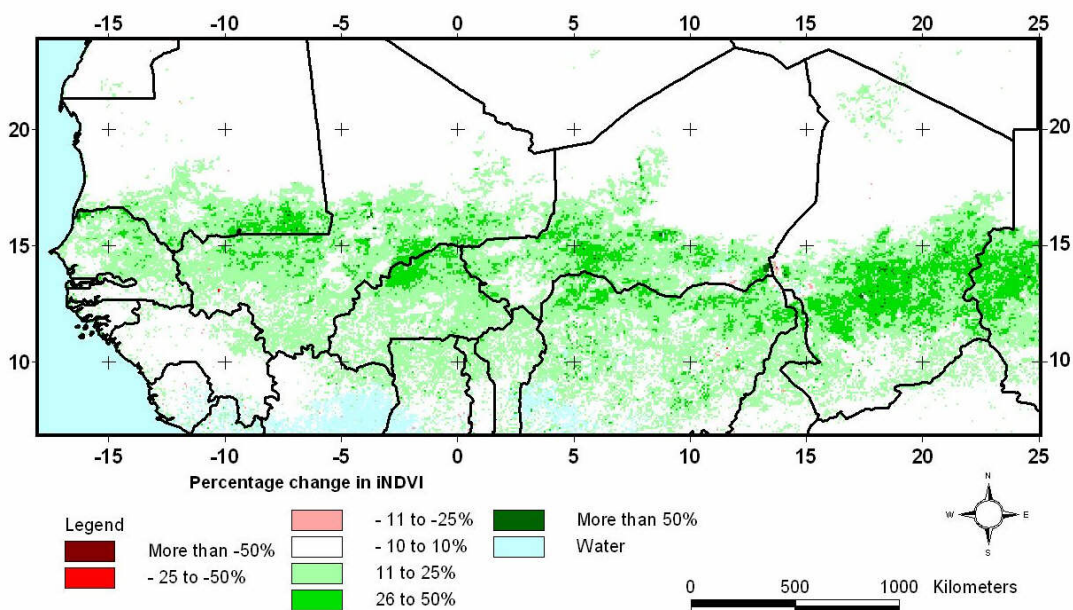 -15 -10 -5 0 5 10 15 20 25
20 20
15 15
10 10
-15 -10 -5 0 5 10 15 20 25
Percentage change in iNDVI
Legend
More than -50%
- 25 to -50%
- 11 to -25%
- 10 to 10%
11 to 25%
26 to 50%
More than 50%
Water
N
W E
S
0 500 1000 Kilometers